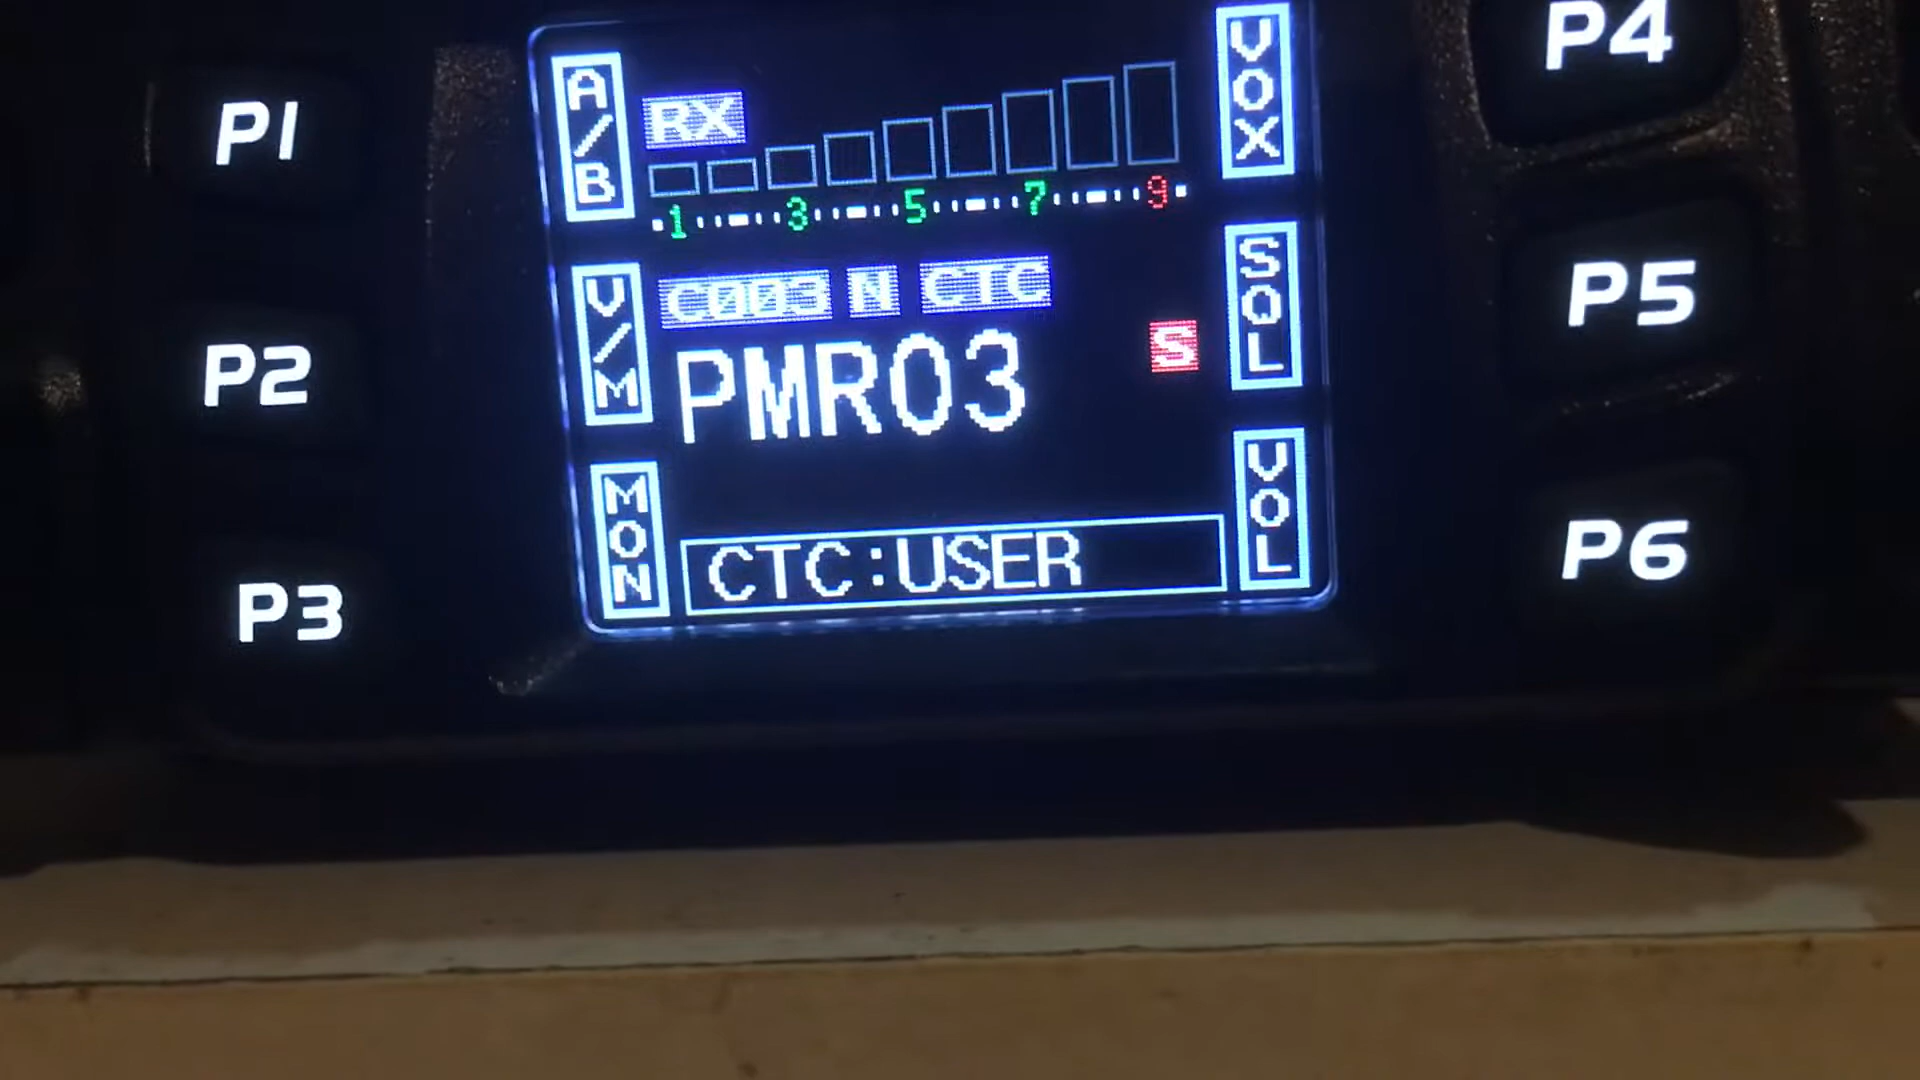 P1
P2
P3
A/B
V/M
MON
RX
1 3 5 7 9
C003 N CTC
PMR03
S
CTC:USER
VOX
SQL
VOL
P4
P5
P6